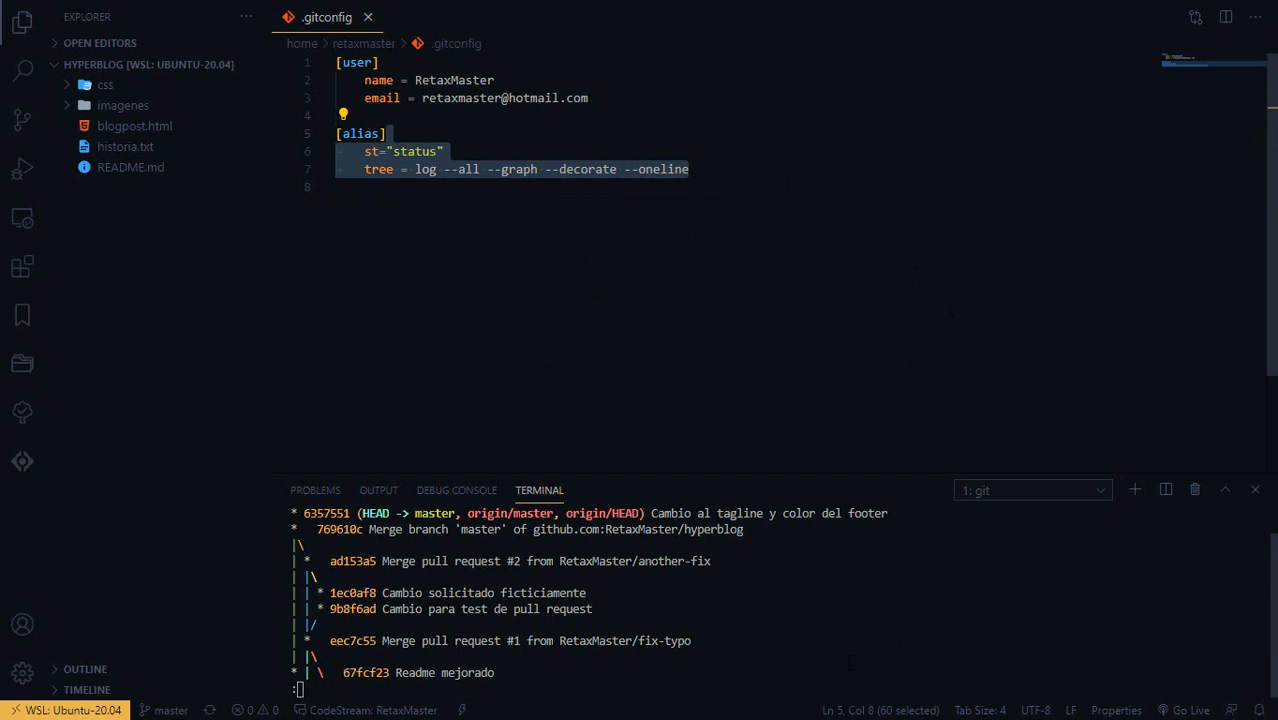 EXPLORER ···
.gitconfig
OPEN EDITORS
home > retaxmaster > .gitconfig
HYPERBLOG [WSL: UBUNTU-20.04]
css
imagenes
blogpost.html
historia.txt
README.md
1 [user]
2 name = RetaxMaster
3 email = retaxmaster@hotmail.com
4
5 [alias]
6 st="status"
7 tree = log --all --graph --decorate --oneline
8
PROBLEMS OUTPUT DEBUG CONSOLE TERMINAL 1: git
* 6357551 (HEAD -> master, origin/master, origin/HEAD) Cambio al tagline y color del footer
* 769610c Merge branch 'master' of github.com:RetaxMaster/hyperblog
|\
| * ad153a5 Merge pull request #2 from RetaxMaster/another-fix
| |\
| | * 1ec0af8 Cambio solicitado ficticiamente
| | * 9b8f6ad Cambio para test de pull request
| |/
| * eec7c55 Merge pull request #1 from RetaxMaster/fix-typo
| |\
* | \ 67fcf23 Readme mejorado
:
OUTLINE
TIMELINE
WSL: Ubuntu-20.04 master 0 0 CodeStream: RetaxMaster Ln 5, Col 8 (60 selected) Tab Size: 4 UTF-8 LF Properties Go Live